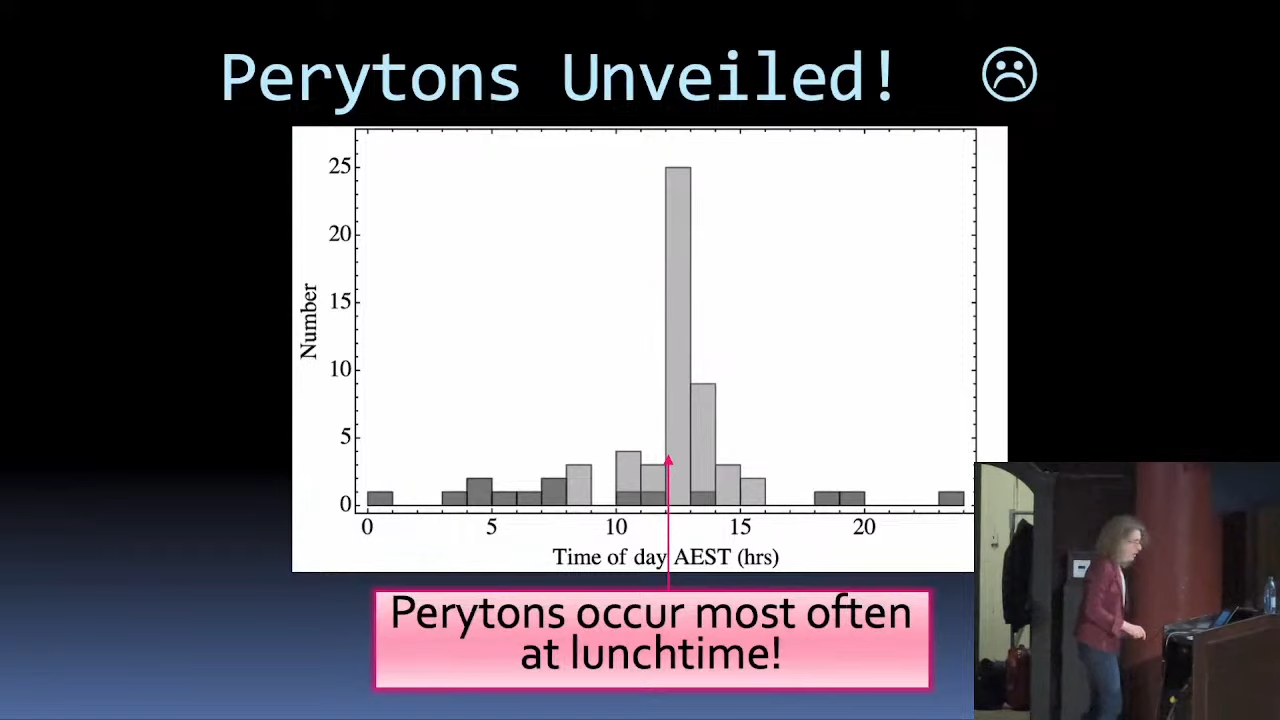 Perytons Unveiled! ☹
25
20
15
10
5
0
Number
0 5 10 15 20
Time of day AEST (hrs)
Perytons occur most often
at lunchtime!